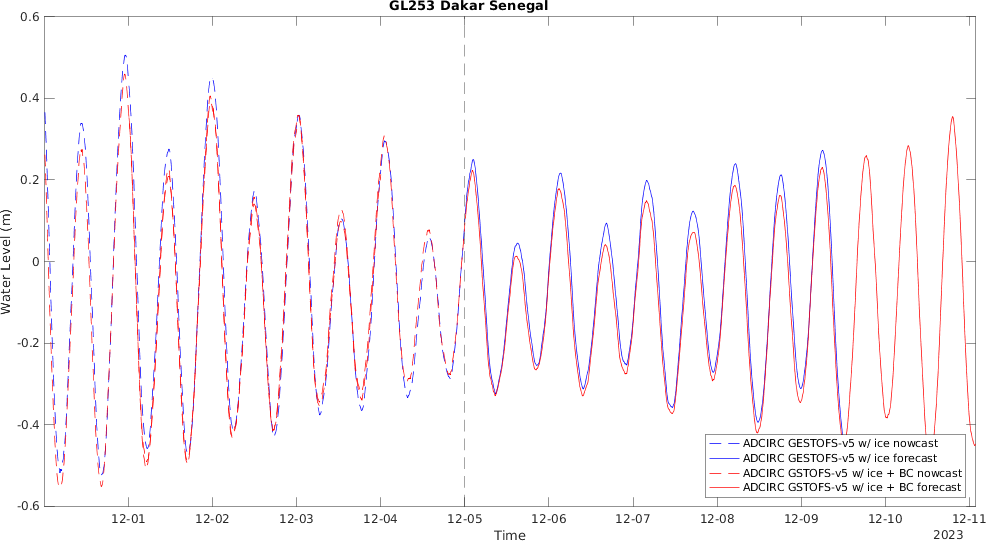 GL253 Dakar Senegal
0.6
0.4
0.2
0
-0.2
-0.4
-0.6
Water Level (m)
12-01 12-02 12-03 12-04 12-05 12-06 12-07 12-08 12-09 12-10 12-11
Time
2023
ADCIRC GESTOFS-v5 w/ ice nowcast
ADCIRC GESTOFS-v5 w/ ice forecast
ADCIRC GSTOFS-v5 w/ ice + BC nowcast
ADCIRC GSTOFS-v5 w/ ice + BC forecast